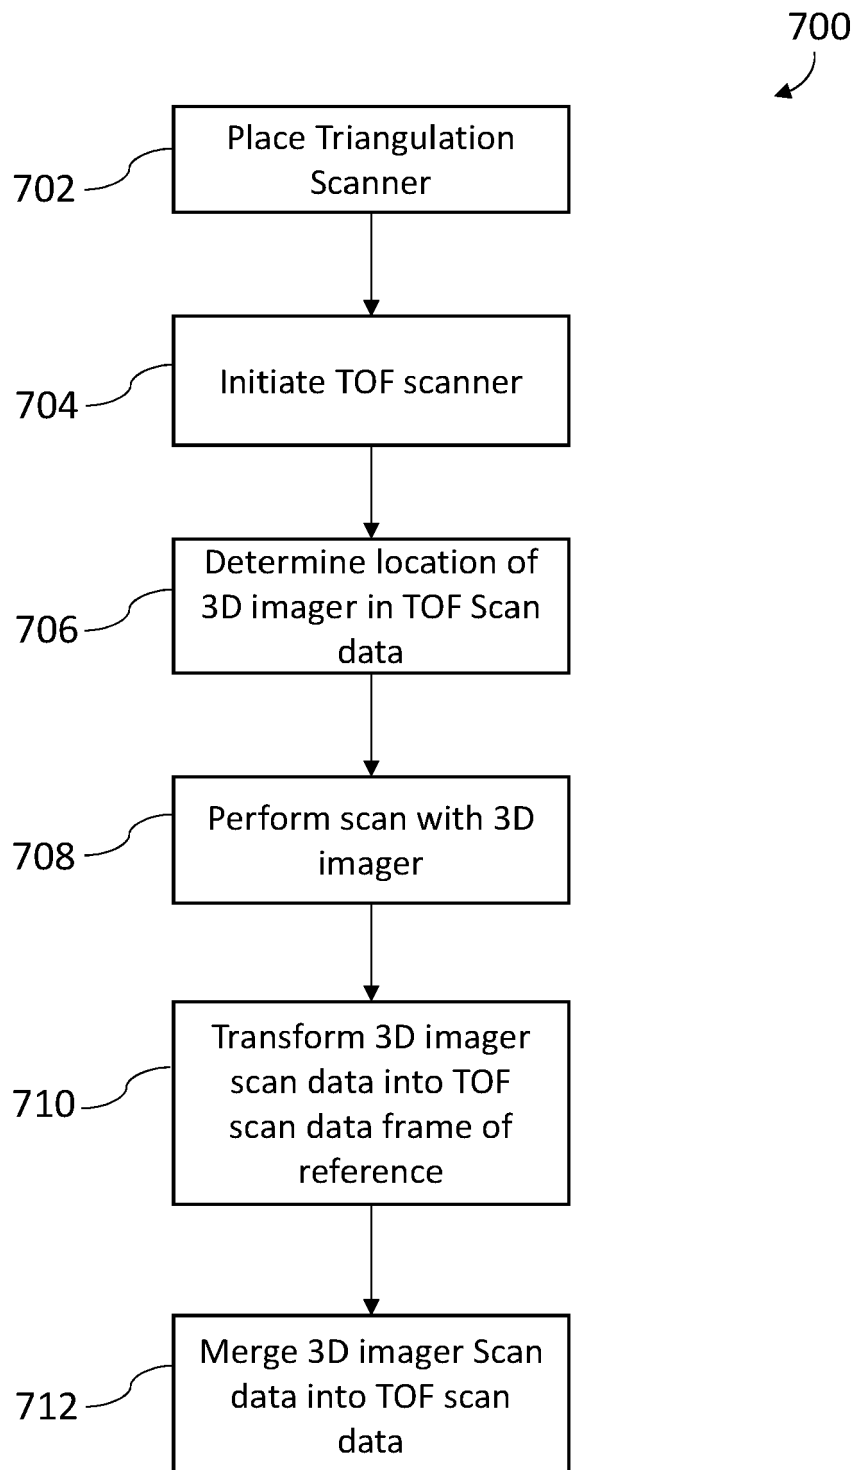 700
Place Triangulation
Scanner
702
Initiate TOF scanner
704
Determine location of
3D imager in TOF Scan
data
706
Perform scan with 3D
imager
708
Transform 3D imager
scan data into TOF
scan data frame of
reference
710
Merge 3D imager Scan
data into TOF scan
data
712